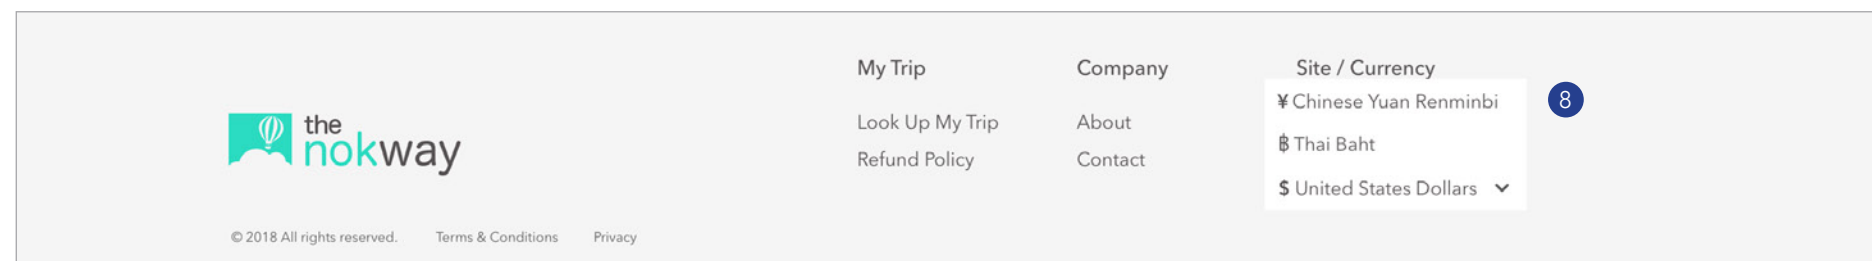 the
nokway
© 2018 All rights reserved. Terms & Conditions Privacy
My Trip
Look Up My Trip
Refund Policy
Company
About
Contact
Site / Currency
¥ Chinese Yuan Renminbi
฿ Thai Baht
$ United States Dollars
8